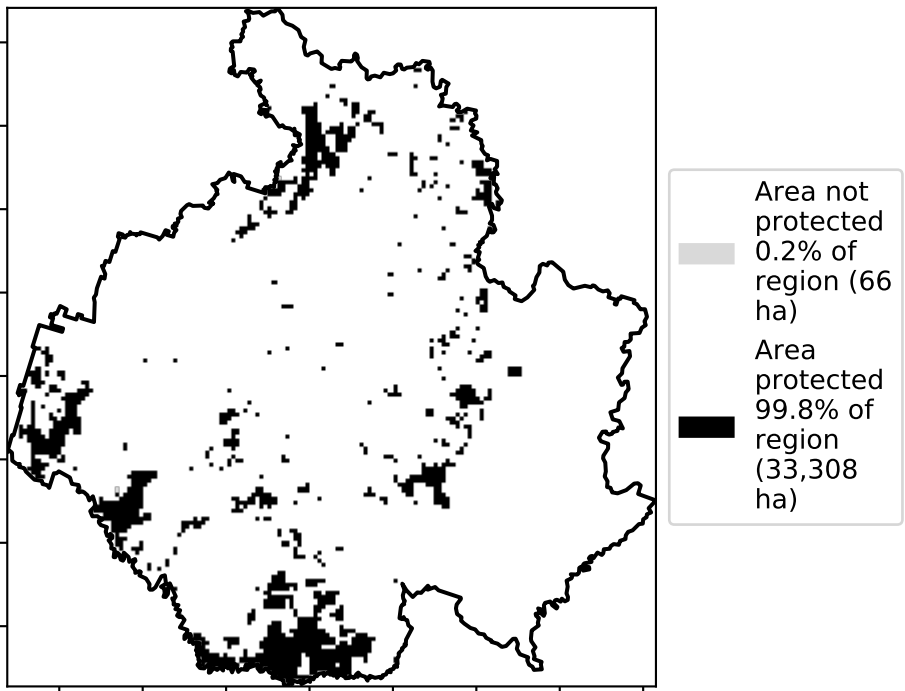 Area not
protected
0.2% of
region (66
ha)
Area
protected
99.8% of
region
(33,308
ha)